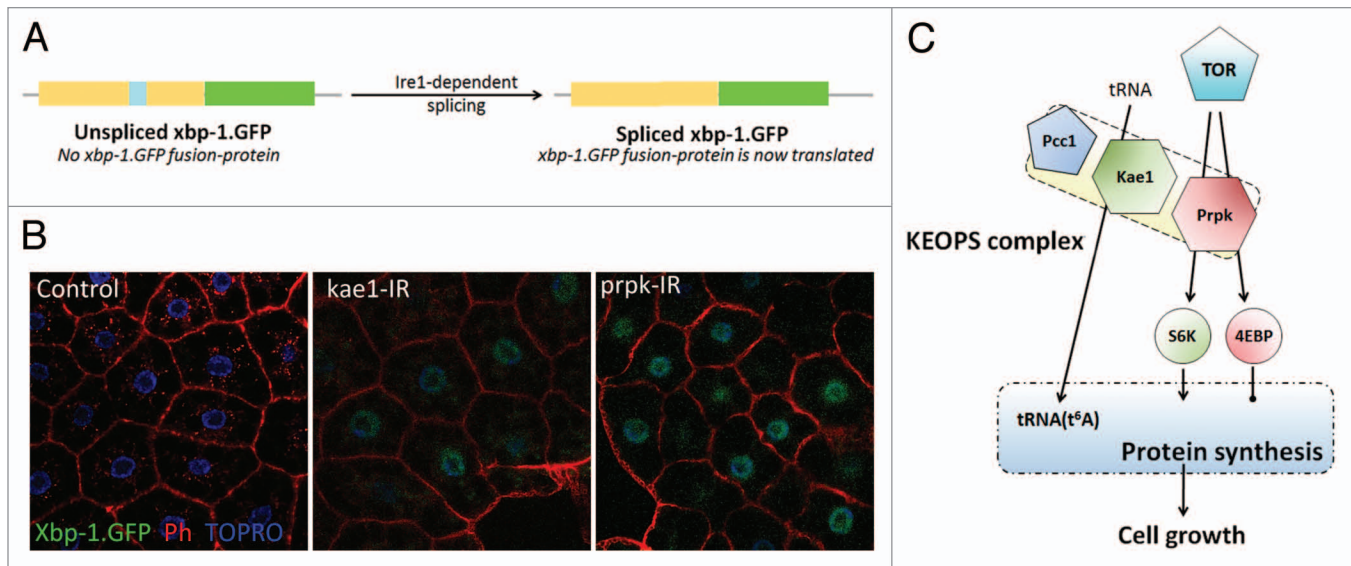 A
Ire1-dependent
splicing
Unspliced xbp-1.GFP
No xbp-1.GFP fusion-protein
Spliced xbp-1.GFP
xbp-1.GFP fusion-protein is now translated
B
Control
kae1-IR
prpk-IR
Xbp-1.GFP Ph TOPRO
C
TOR
tRNA
Pcc1
Kae1
Prpk
KEOPS complex
S6K
4EBP
tRNA(t⁶A)
Protein synthesis
Cell growth